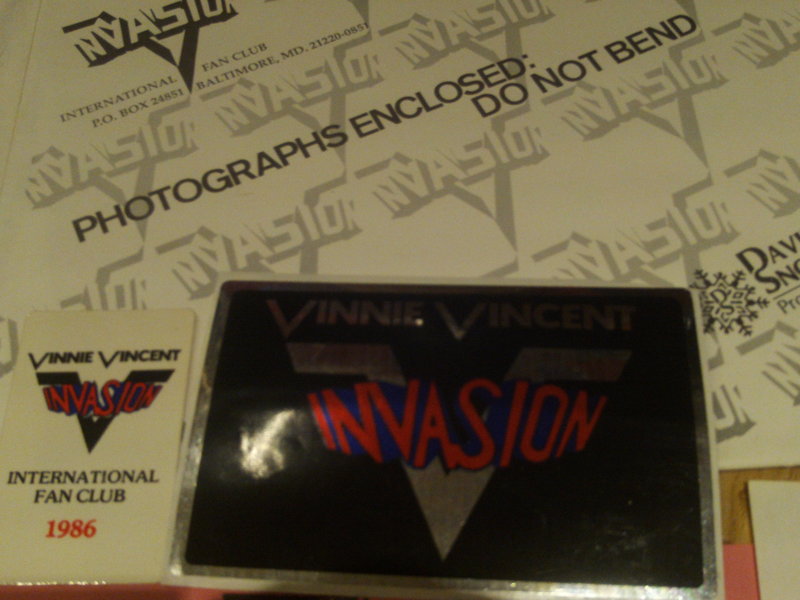 INVASION
INTERNATIONAL FAN CLUB
P.O. BOX 24851 BALTIMORE, MD. 21220-0851
PHOTOGRAPHS ENCLOSED:
DO NOT BEND
VINNIE VINCENT
INVASION
INTERNATIONAL
FAN CLUB
1986
VINNIE VINCENT
INVASION